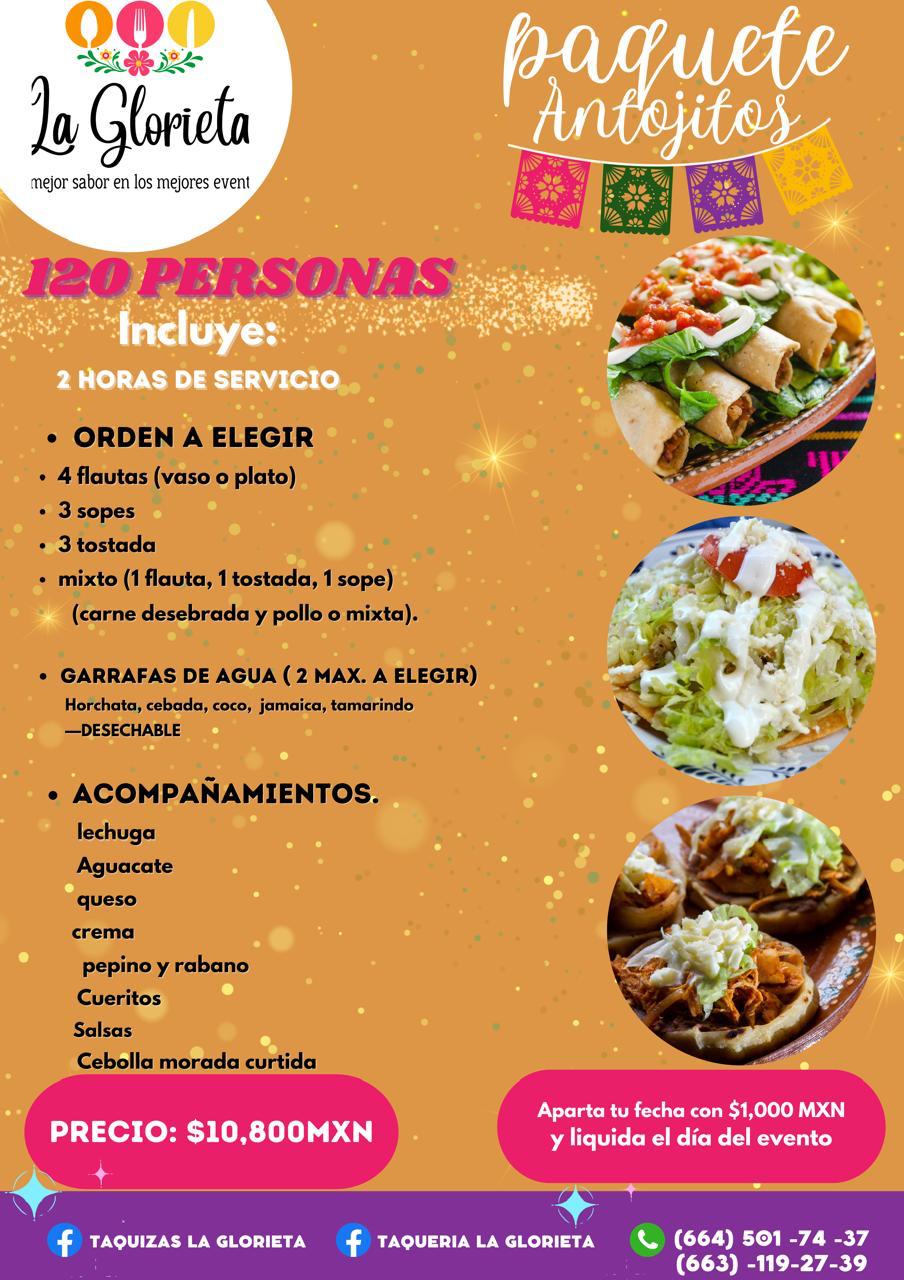 La Glorieta
mejor sabor en los mejores event
paquete
Antojitos
120 PERSONAS
Incluye:
2 HORAS DE SERVICIO
• ORDEN A ELEGIR
• 4 flautas (vaso o plato)
• 3 sopes
• 3 tostada
• mixto (1 flauta, 1 tostada, 1 sope)
(carne desebrada y pollo o mixta).
• GARRAFAS DE AGUA ( 2 MAX. A ELEGIR)
Horchata, cebada, coco, jamaica, tamarindo
—DESECHABLE
• ACOMPAÑAMIENTOS.
lechuga
Aguacate
queso
crema
pepino y rabano
Cueritos
Salsas
Cebolla morada curtida
PRECIO: $10,800MXN
Aparta tu fecha con $1,000 MXN
y liquida el día del evento
TAQUIZAS LA GLORIETA
TAQUERIA LA GLORIETA
(664) 501 -74 -37
(663) -119-27-39